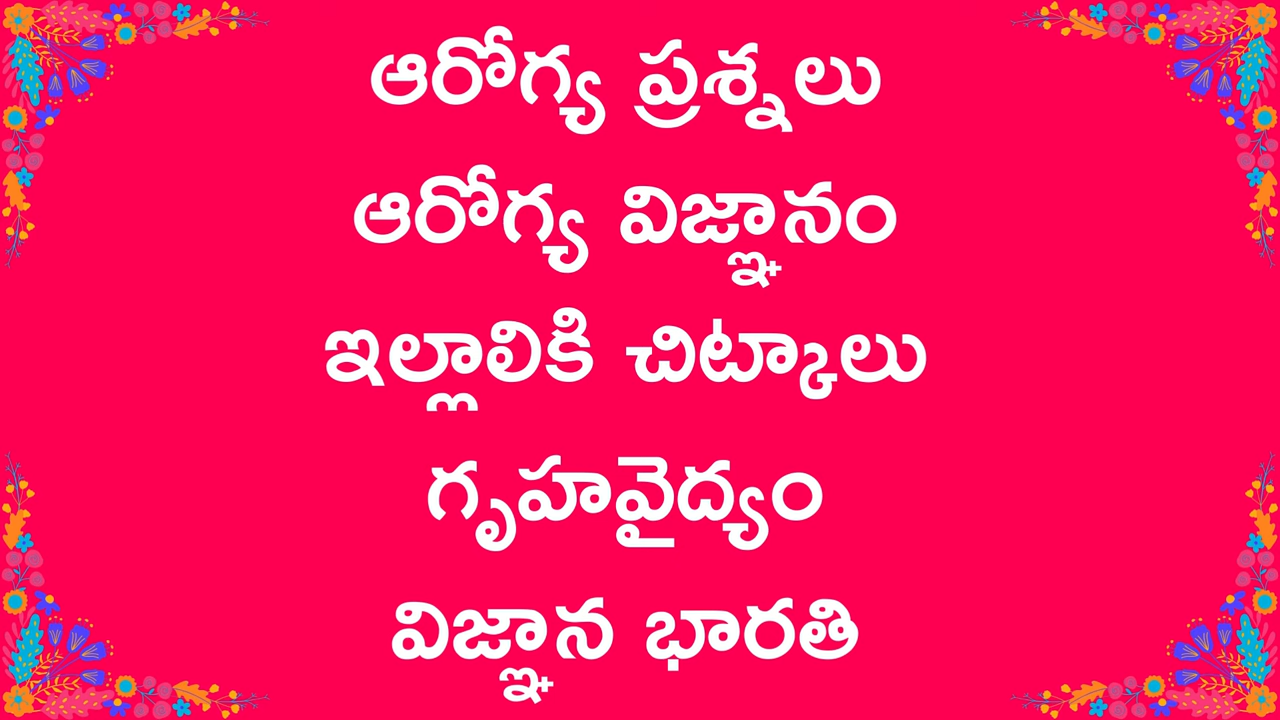 ఆరోగ్య ప్రశ్నలు
ఆరోగ్య విజ్ఞానం
ఇల్లాలికి చిట్కాలు
గృహవైద్యం
విజ్ఞాన భారతి